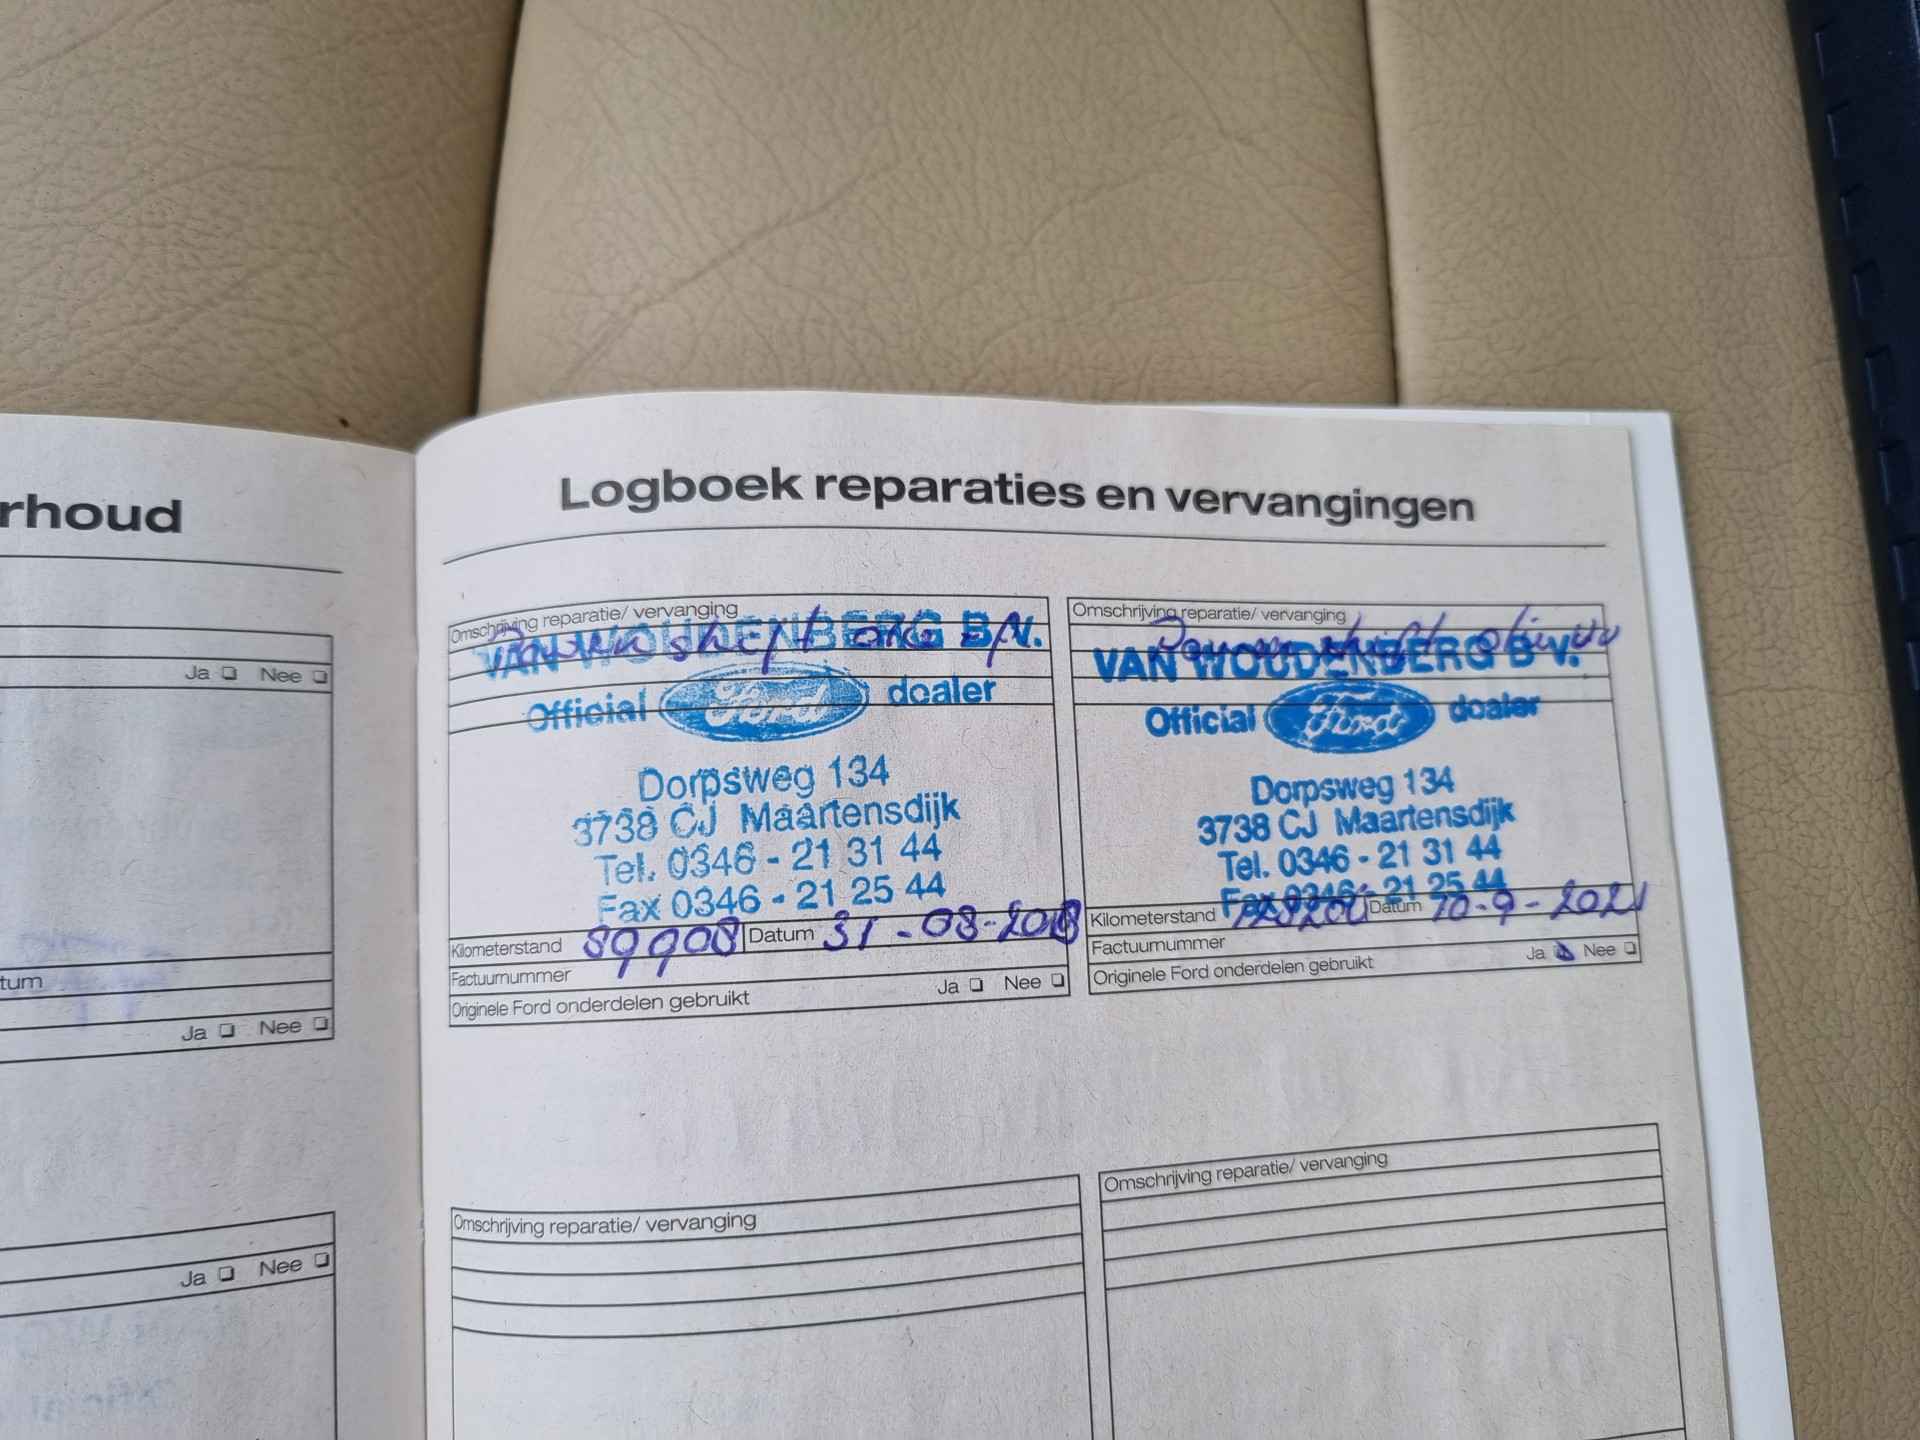 rhoud
Ja Nee
tum
Ja Nee
Ja Nee
Logboek reparaties en vervangingen
Omschrijving reparatie/ vervanging
Powershift olie
VAN WOUDENBERG B.V.
Official Ford dealer
Dorpsweg 134
3738 CJ Maartensdijk
Tel. 0346 - 21 31 44
Fax 0346 - 21 25 44
Kilometerstand 89908 Datum 31-08-2018
Factuurnummer
Originele Ford onderdelen gebruikt Ja Nee
Omschrijving reparatie/ vervanging
Powershift olie
VAN WOUDENBERG B.V.
Official Ford dealer
Dorpsweg 134
3738 CJ Maartensdijk
Tel. 0346 - 21 31 44
Fax 0346 - 21 25 44
Kilometerstand Datum 10-9-2021
Factuurnummer
Originele Ford onderdelen gebruikt Ja Nee
Omschrijving reparatie/ vervanging
Omschrijving reparatie/ vervanging